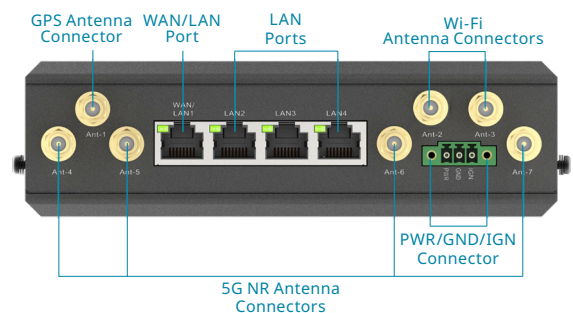 GPS Antenna
Connector
WAN/LAN
Port
LAN
Ports
Wi-Fi
Antenna Connectors
WAN/
LAN1
LAN2
LAN3
LAN4
Ant-1
Ant-2
Ant-3
Ant-4
Ant-5
Ant-6
Ant-7
PWR
GND
IGN
PWR/GND/IGN
Connector
5G NR Antenna
Connectors